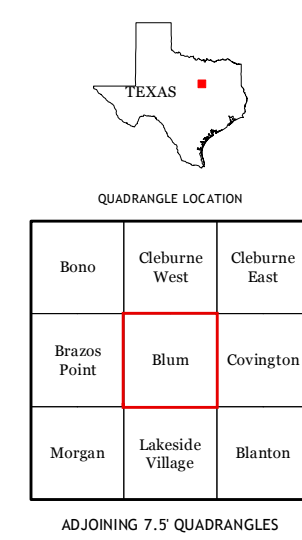 TEXAS
QUADRANGLE LOCATION
Bono
Cleburne
West
Cleburne
East
Brazos
Point
Blum
Covington
Morgan
Lakeside
Village
Blanton
ADJOINING 7.5' QUADRANGLES